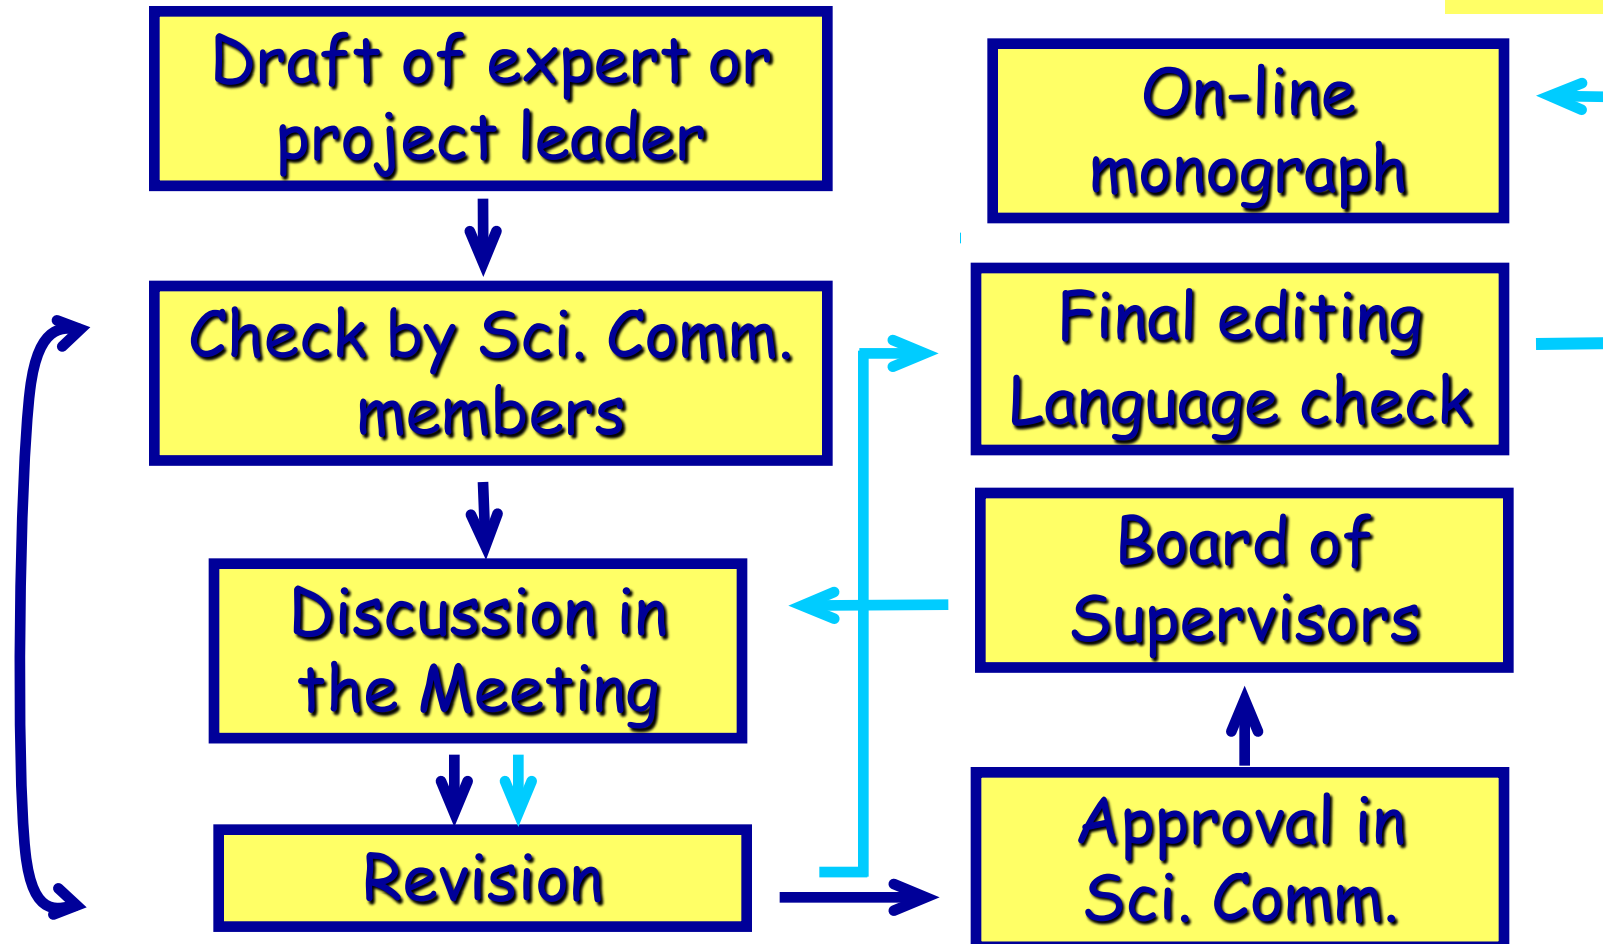 Draft of expert or
project leader
Check by Sci. Comm.
members
Discussion in
the Meeting
Revision
On-line
monograph
Final editing
Language check
Board of
Supervisors
Approval in
Sci. Comm.